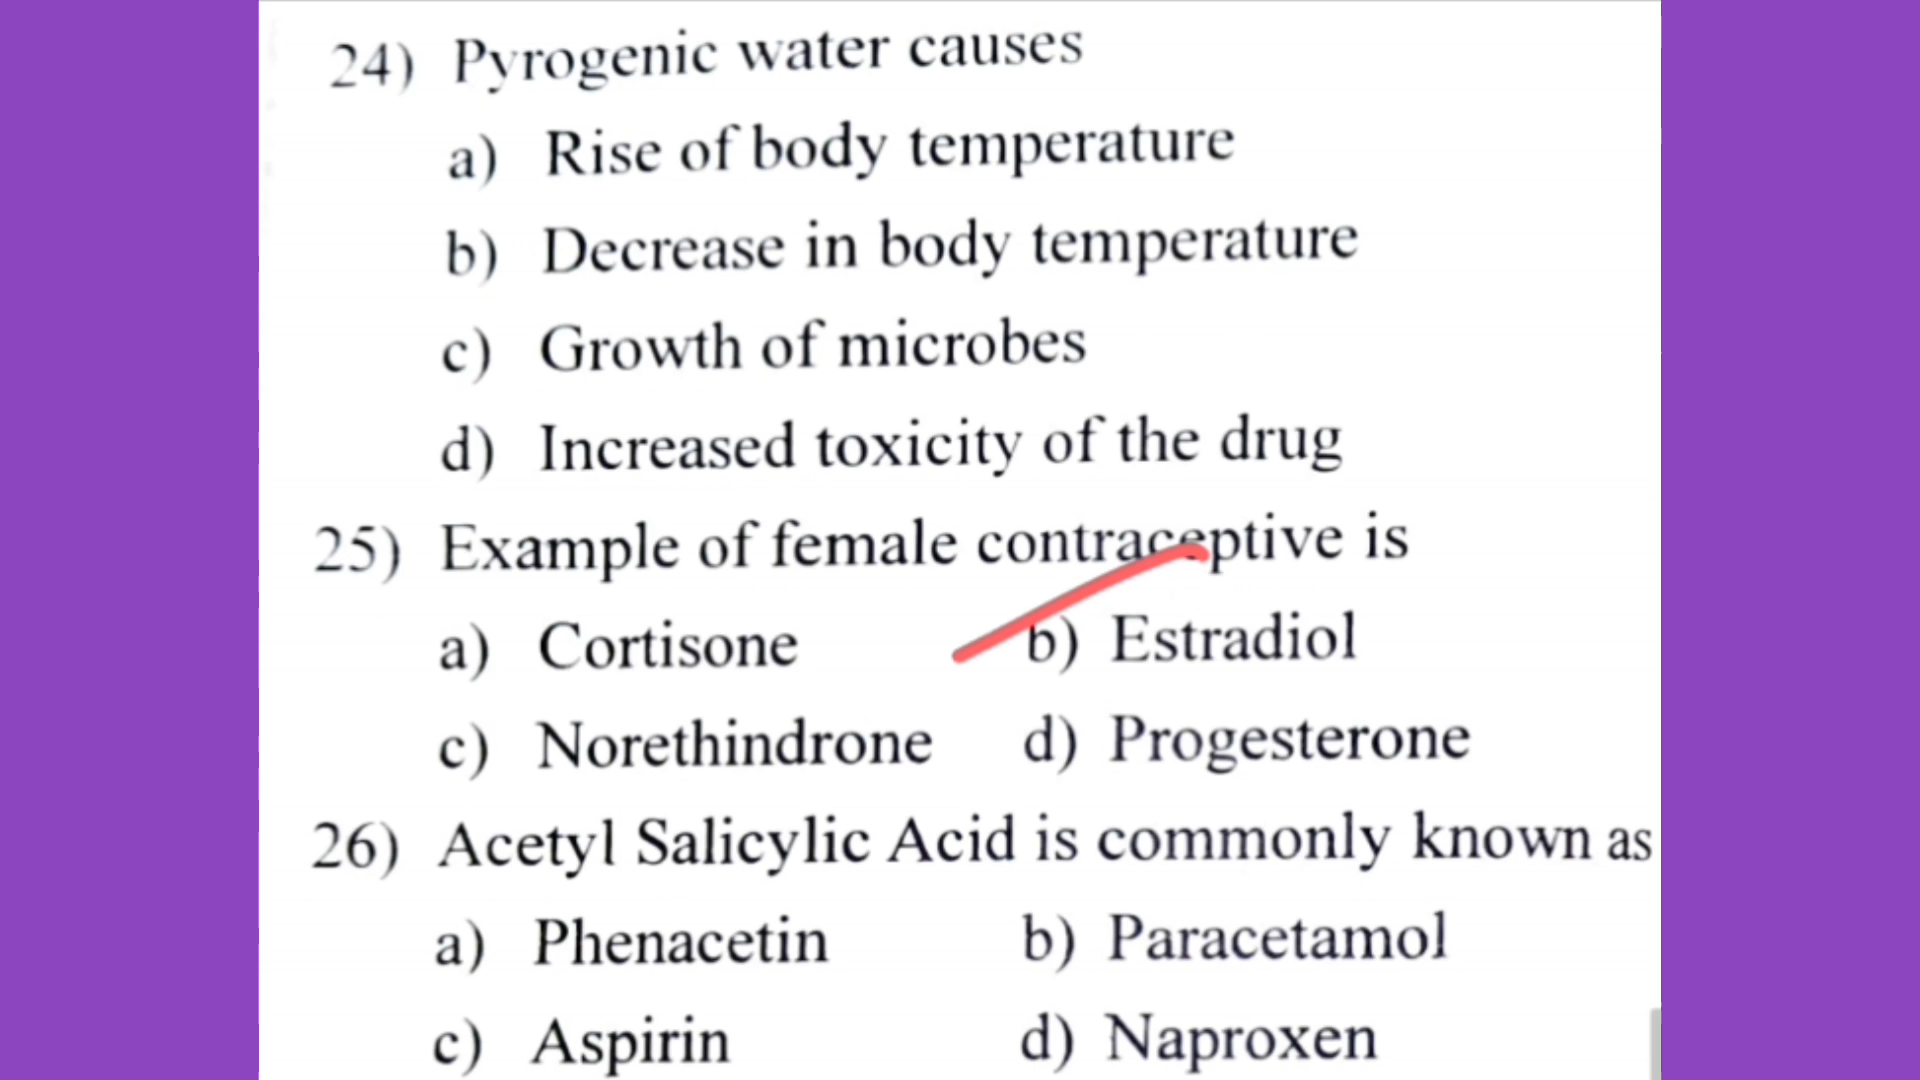 24) Pyrogenic water causes
a) Rise of body temperature
b) Decrease in body temperature
c) Growth of microbes
d) Increased toxicity of the drug
25) Example of female contraceptive is
a) Cortisone b) Estradiol
c) Norethindrone d) Progesterone
26) Acetyl Salicylic Acid is commonly known as
a) Phenacetin b) Paracetamol
c) Aspirin d) Naproxen